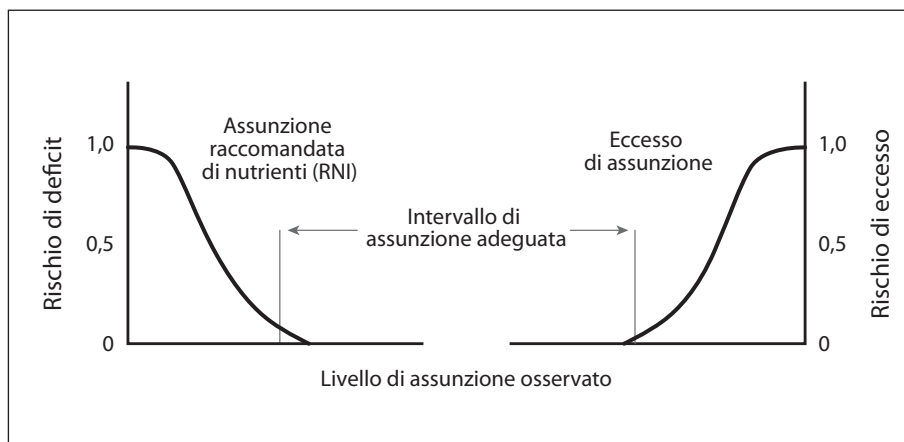 Assunzione
raccomandata
di nutrienti (RNI)
Eccesso
di assunzione
Intervallo di
assunzione adeguata
Rischio di deficit
1,0
0,5
0
Rischio di eccesso
1,0
0,5
0
Livello di assunzione osservato